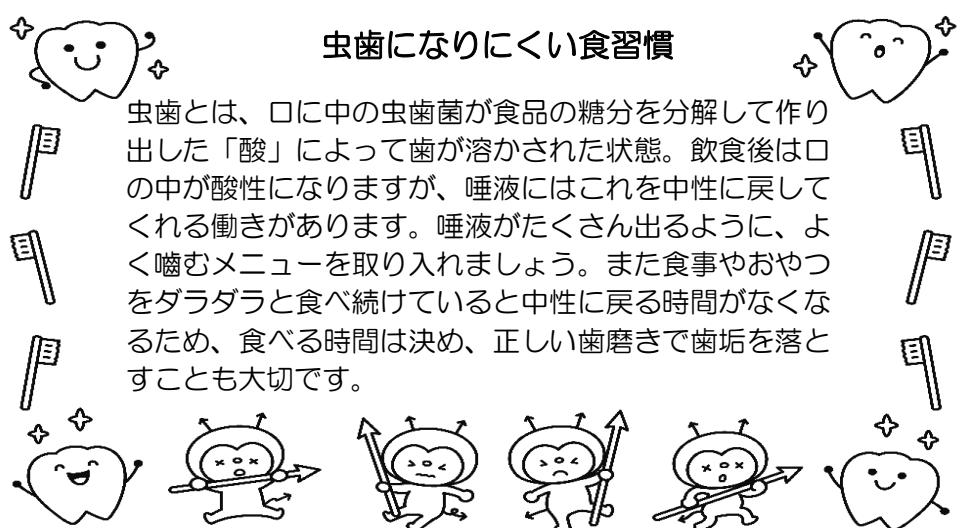 虫歯になりにくい食習慣
虫歯とは、口に中の虫歯菌が食品の糖分を分解して作り
出した「酸」によって歯が溶かされた状態。飲食後は口
の中が酸性になりますが、唾液にはこれを中性に戻して
くれる働きがあります。唾液がたくさん出るように、よ
く噛むメニューを取り入れましょう。また食事やおやつ
をダラダラと食べ続けていると中性に戻る時間がなくな
るため、食べる時間は決め、正しい歯磨きで歯垢を落と
すことも大切です。